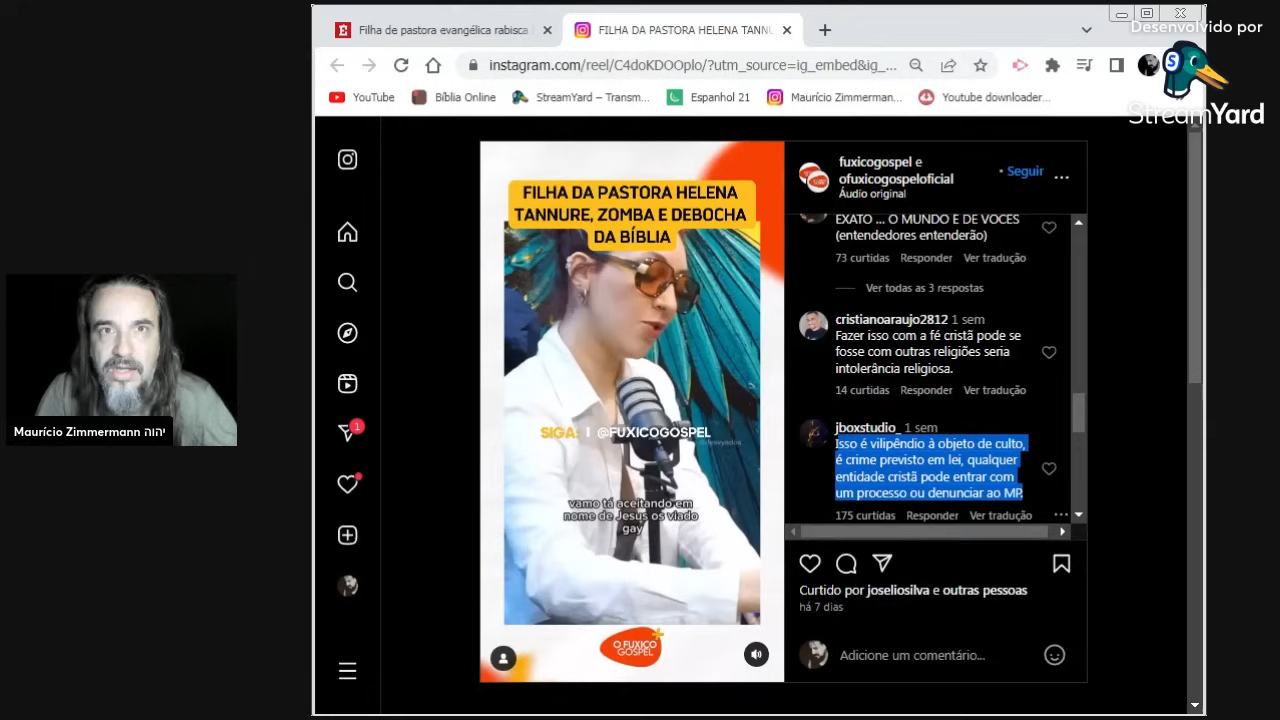 Filha de pastora evangélica rabisca
FILHA DA PASTORA HELENA TANNU
Desenvolvido por
StreamYard
instagram.com/reel/C4doKDOOplo/?utm_source=ig_embed&ig_...
YouTube
Bíblia Online
StreamYard – Transm...
Espanhol 21
Maurício Zimmerman...
Youtube downloader...
FILHA DA PASTORA HELENA
TANNURE, ZOMBA E DEBOCHA
DA BÍBLIA
SIGA | @FUXICOGOSPEL
vamo tá aceitando em
nome de Jesus os viado
gay
O FUXICO
GOSPEL
fuxicogospel e
ofuxicogospeloficial
• Seguir
Áudio original
EXATO ... O MUNDO E DE VOCES
(entendedores entenderão)
73 curtidas Responder Ver tradução
Ver todas as 3 respostas
cristianoaraujo2812 1 sem
Fazer isso com a fé cristã pode se
fosse com outras religiões seria
intolerância religiosa.
14 curtidas Responder Ver tradução
jboxstudio_ 1 sem
Isso é vilipêndio à objeto de culto,
é crime previsto em lei, qualquer
entidade cristã pode entrar com
um processo ou denunciar ao MP.
175 curtidas Responder Ver tradução
Curtido por joseliosilva e outras pessoas
há 7 dias
Adicione um comentário...
1
Maurício Zimmermann יהוה